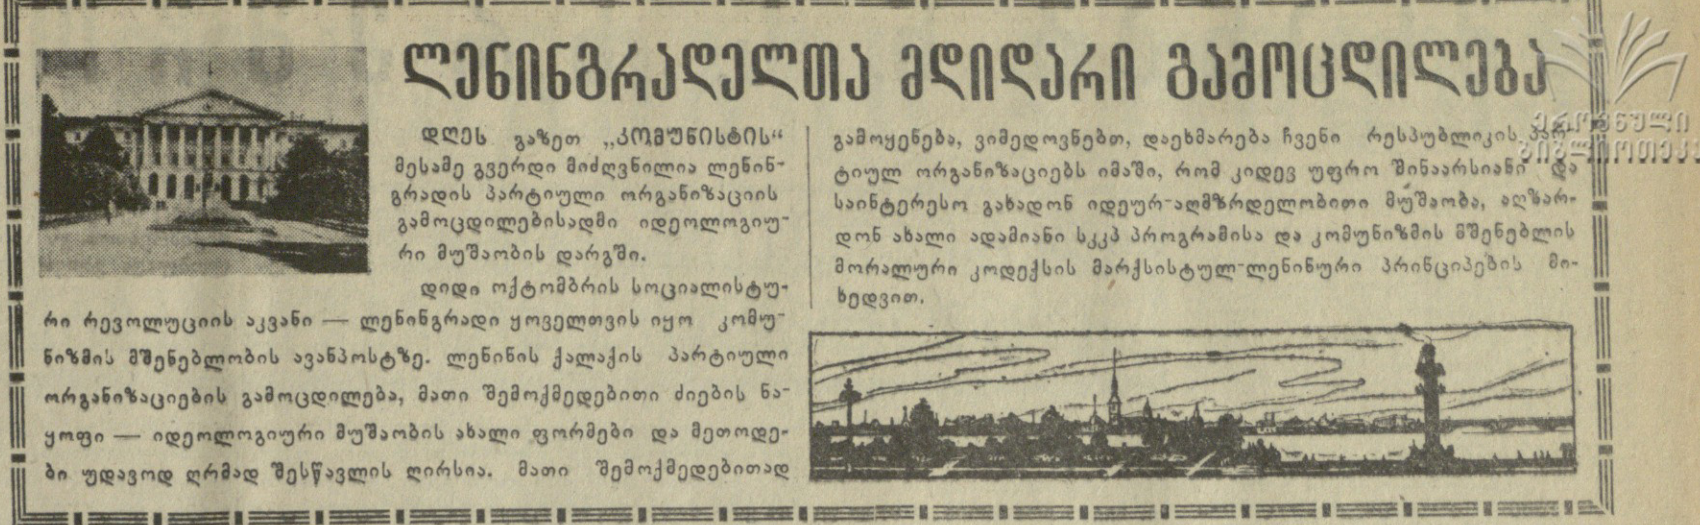 ლენინგრადელთა მდიდარი გამოცდილება
დღეს გაზეთ „კომუნისტის“
მესამე გვერდი მიძღვნილია ლენინ-
გრადის პარტიული ორგანიზაციის
გამოცდილებისადმი იდეოლოგიუ-
რი მუშაობის დარგში.
დიდი ოქტომბრის სოციალისტუ-
რი რევოლუციის აკვანი — ლენინგრადი ყოველთვის იყო კომუ-
ნიზმის მშენებლობის ავანპოსტზე. ლენინის ქალაქის პარტიული
ორგანიზაციების გამოცდილება, მათი შემოქმედებითი ძიების ნა-
ყოფი — იდეოლოგიური მუშაობის ახალი ფორმები და მეთოდე-
ბი უდავოდ ღრმად შესწავლის ღირსია. მათი შემოქმედებითად
გამოყენება, ვიმედოვნებთ, დაეხმარება ჩვენი რესპუბლიკის პარ-
ტიულ ორგანიზაციებს იმაში, რომ კიდევ უფრო შინაარსიანი და
საინტერესო გახადონ იდეურ-აღმზრდელობითი მუშაობა, აღზარ-
დონ ახალი ადამიანი სკკპ პროგრამისა და კომუნიზმის მშენებლის
მორალური კოდექსის მარქსისტულ-ლენინური პრინციპების მი-
ხედვით.
ეროვნული
ბიბლიოთეკა